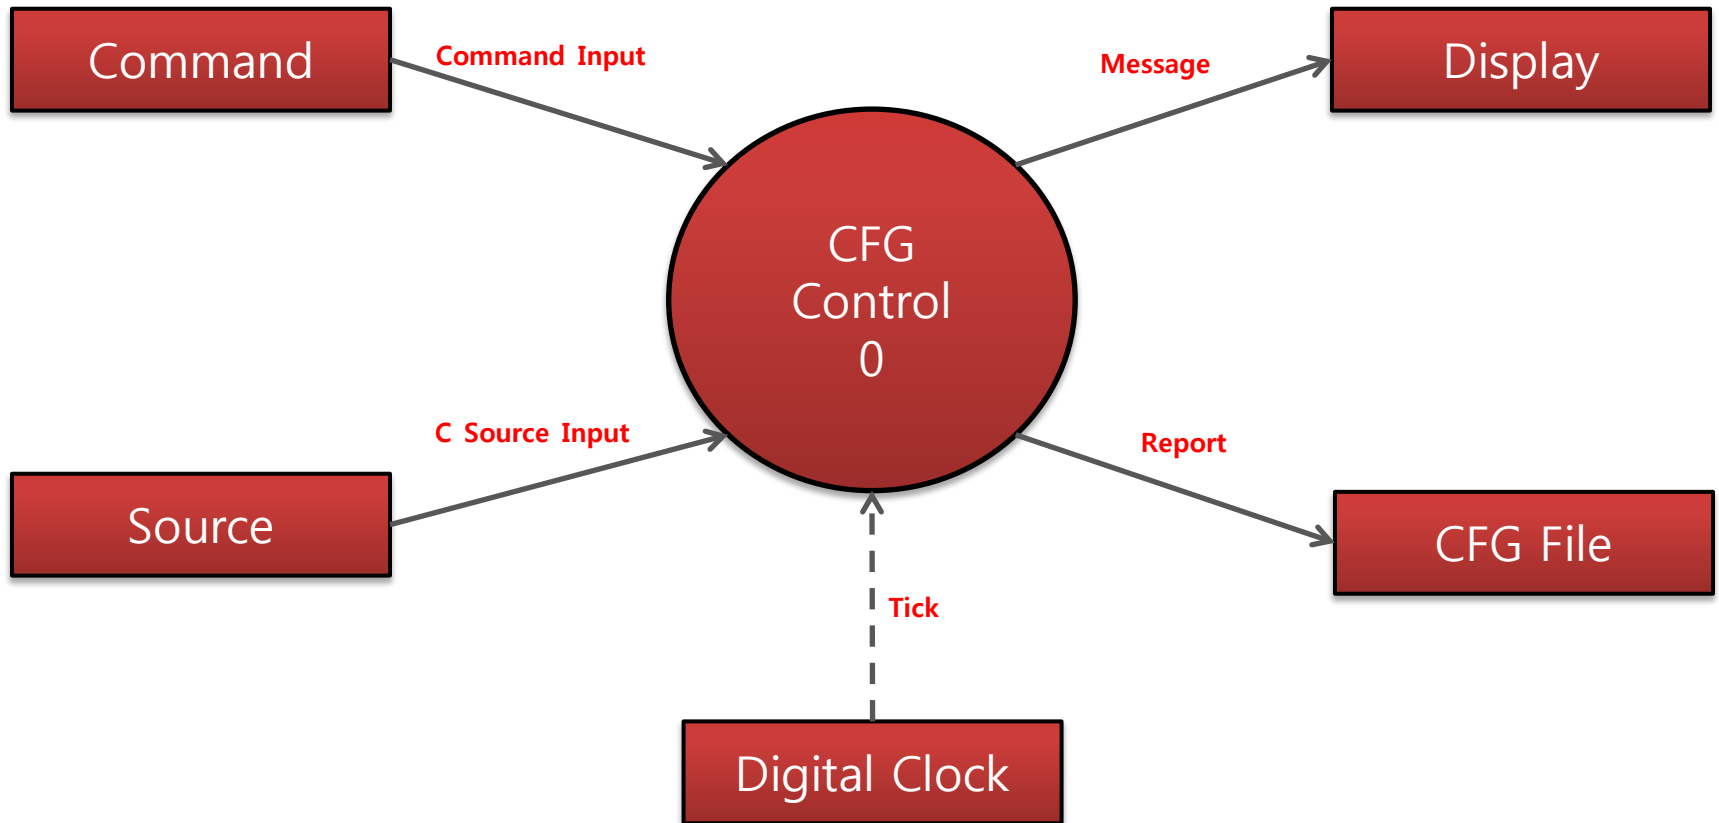 Command
Command Input
Message
Display
CFG
Control
0
C Source Input
Report
Source
CFG File
Tick
Digital Clock